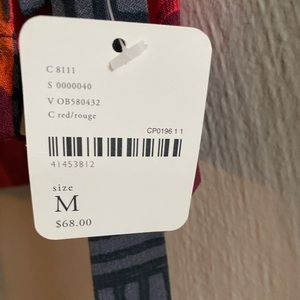 C 8111
S 0000040
V OB580432
C red/rouge
CP0196 1 1
41453812
size
M
$68.00